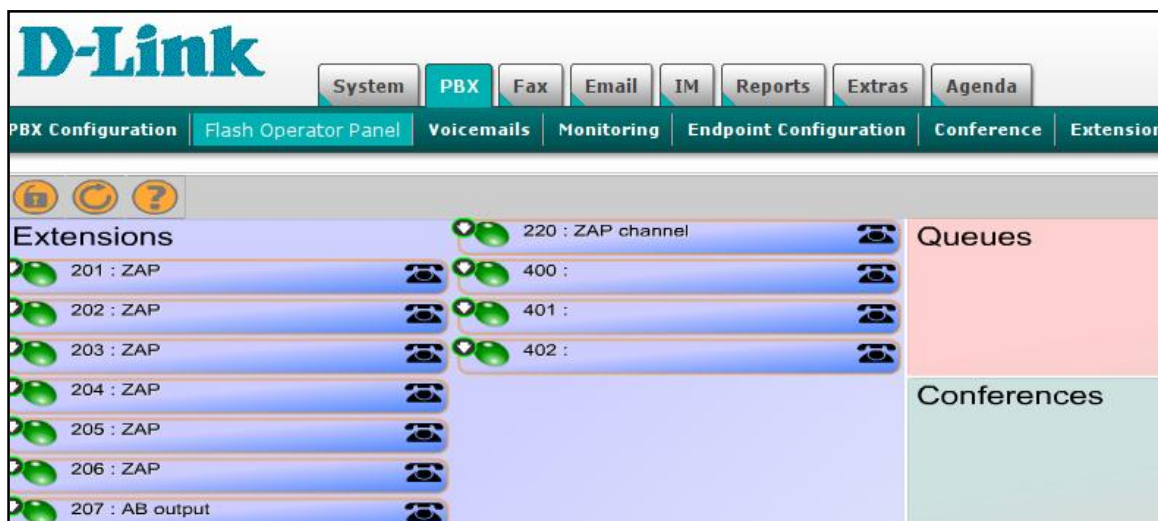 D-Link
System PBX Fax Email IM Reports Extras Agenda
PBX Configuration Flash Operator Panel Voicemails Monitoring Endpoint Configuration Conference
Extensions
201 : ZAP
202 : ZAP
203 : ZAP
204 : ZAP
205 : ZAP
206 : ZAP
207 : AB output
220 : ZAP channel
400 :
401 :
402 :
Queues
Conferences